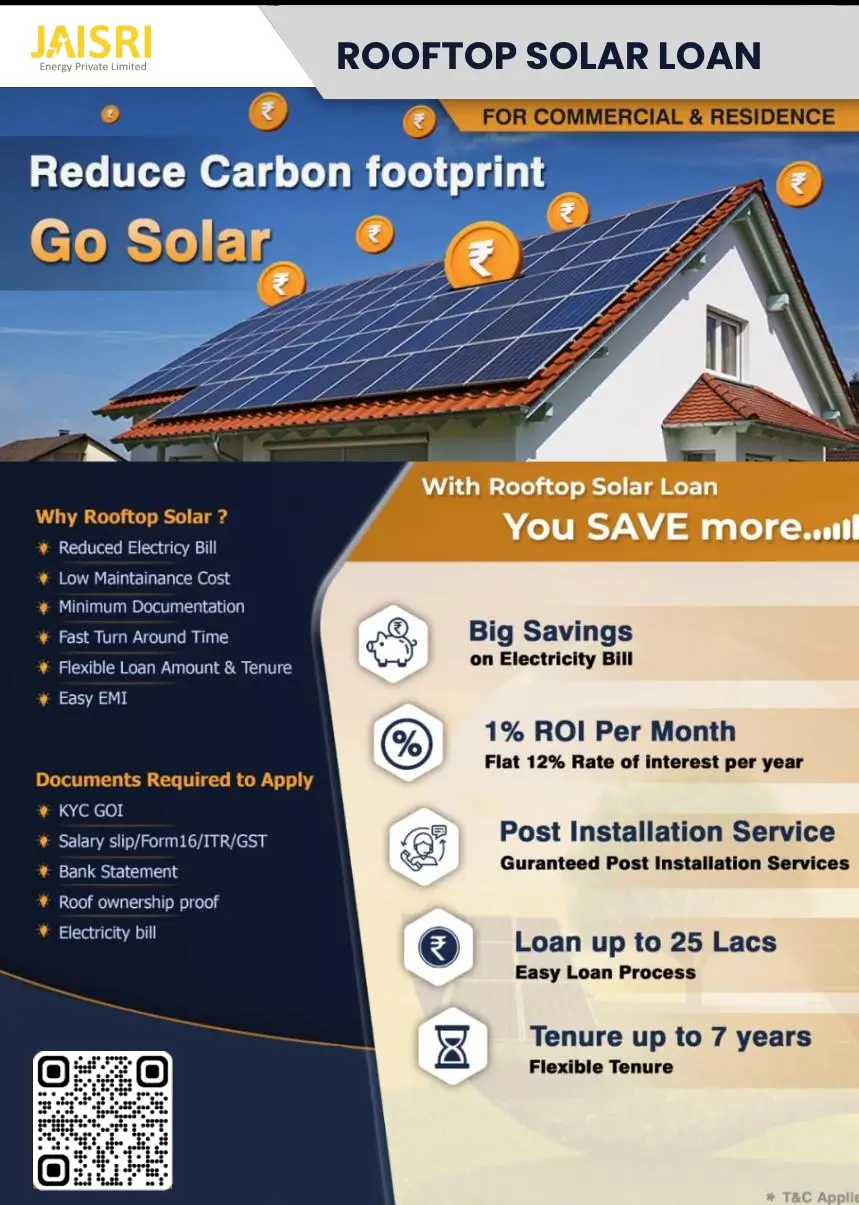 JAISRI
Energy Private Limited
ROOFTOP SOLAR LOAN
FOR COMMERCIAL & RESIDENCE
Reduce Carbon footprint
Go Solar
With Rooftop Solar Loan
You SAVE more.....
Why Rooftop Solar ?
Reduced Electricy Bill
Low Maintainance Cost
Minimum Documentation
Fast Turn Around Time
Flexible Loan Amount & Tenure
Easy EMI
Documents Required to Apply
KYC GOI
Salary slip/Form16/ITR/GST
Bank Statement
Roof ownership proof
Electricity bill
Big Savings
on Electricity Bill
1% ROI Per Month
Flat 12% Rate of interest per year
Post Installation Service
Guranteed Post Installation Services
Loan up to 25 Lacs
Easy Loan Process
Tenure up to 7 years
Flexible Tenure
* T&C Applie